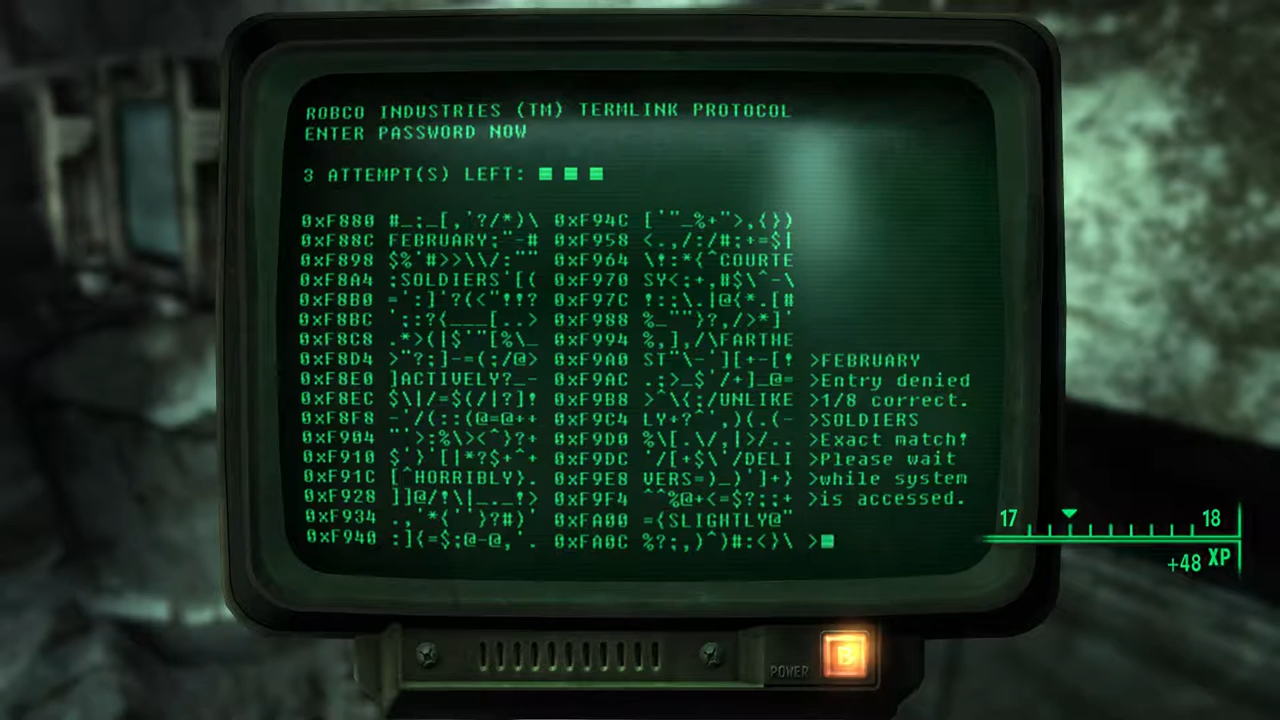 ROBCO INDUSTRIES (TM) TERMLINK PROTOCOL
ENTER PASSWORD NOW
3 ATTEMPT(S) LEFT: ■ ■ ■
0xF880 #_;_[,'?/*)\ 0xF94C ['"_%+">,{})
0xF88C FEBRUARY;"-# 0xF958 <.,/:/#;+=$|
0xF898 $%'#>>\\/:"" 0xF964 \!:*{^COURTE
0xF8A4 :SOLDIERS'[( 0xF970 SY<;+,#$\^-\
0xF8B0 =':]'?(<"!!? 0xF97C !:;\.|@{*.[#
0xF8BC ';:?{___[..> 0xF988 %_"")?,/>*]'
0xF8C8 .*>(|$'"[%\_ 0xF994 %,],/\FARTHE
0xF8D4 >"?;]-=(;/@> 0xF9A0 ST"\-'][+-[! >FEBRUARY
0xF8E0 ]ACTIVELY?_- 0xF9AC .;>_$'/+]_@= >Entry denied
0xF8EC $\|/=$(/|?]! 0xF9B8 >^\{:/UNLIKE >1/8 correct.
0xF8F8 -'/(::(@=@++ 0xF9C4 LY+?^',)(.(- >SOLDIERS
0xF904 "'>:%\><^}?+ 0xF9D0 %\[.\/,|>/.. >Exact match!
0xF910 $'}'[|*?$+^+ 0xF9DC '/[+$\'/DELI >Please wait
0xF91C [^HORRIBLY}. 0xF9E8 VERS=)_)']+} >while system
0xF928 ]]@/!\|_._!> 0xF9F4 ^^%@+<=$?;;+ >is accessed.
0xF934 .,'*{''}?#)' 0xFA00 ={SLIGHTLY@"
0xF940 :]{=$;@-@,'. 0xFA0C %?;,)^)#:<}\ >■
17 18
+48 XP
POWER